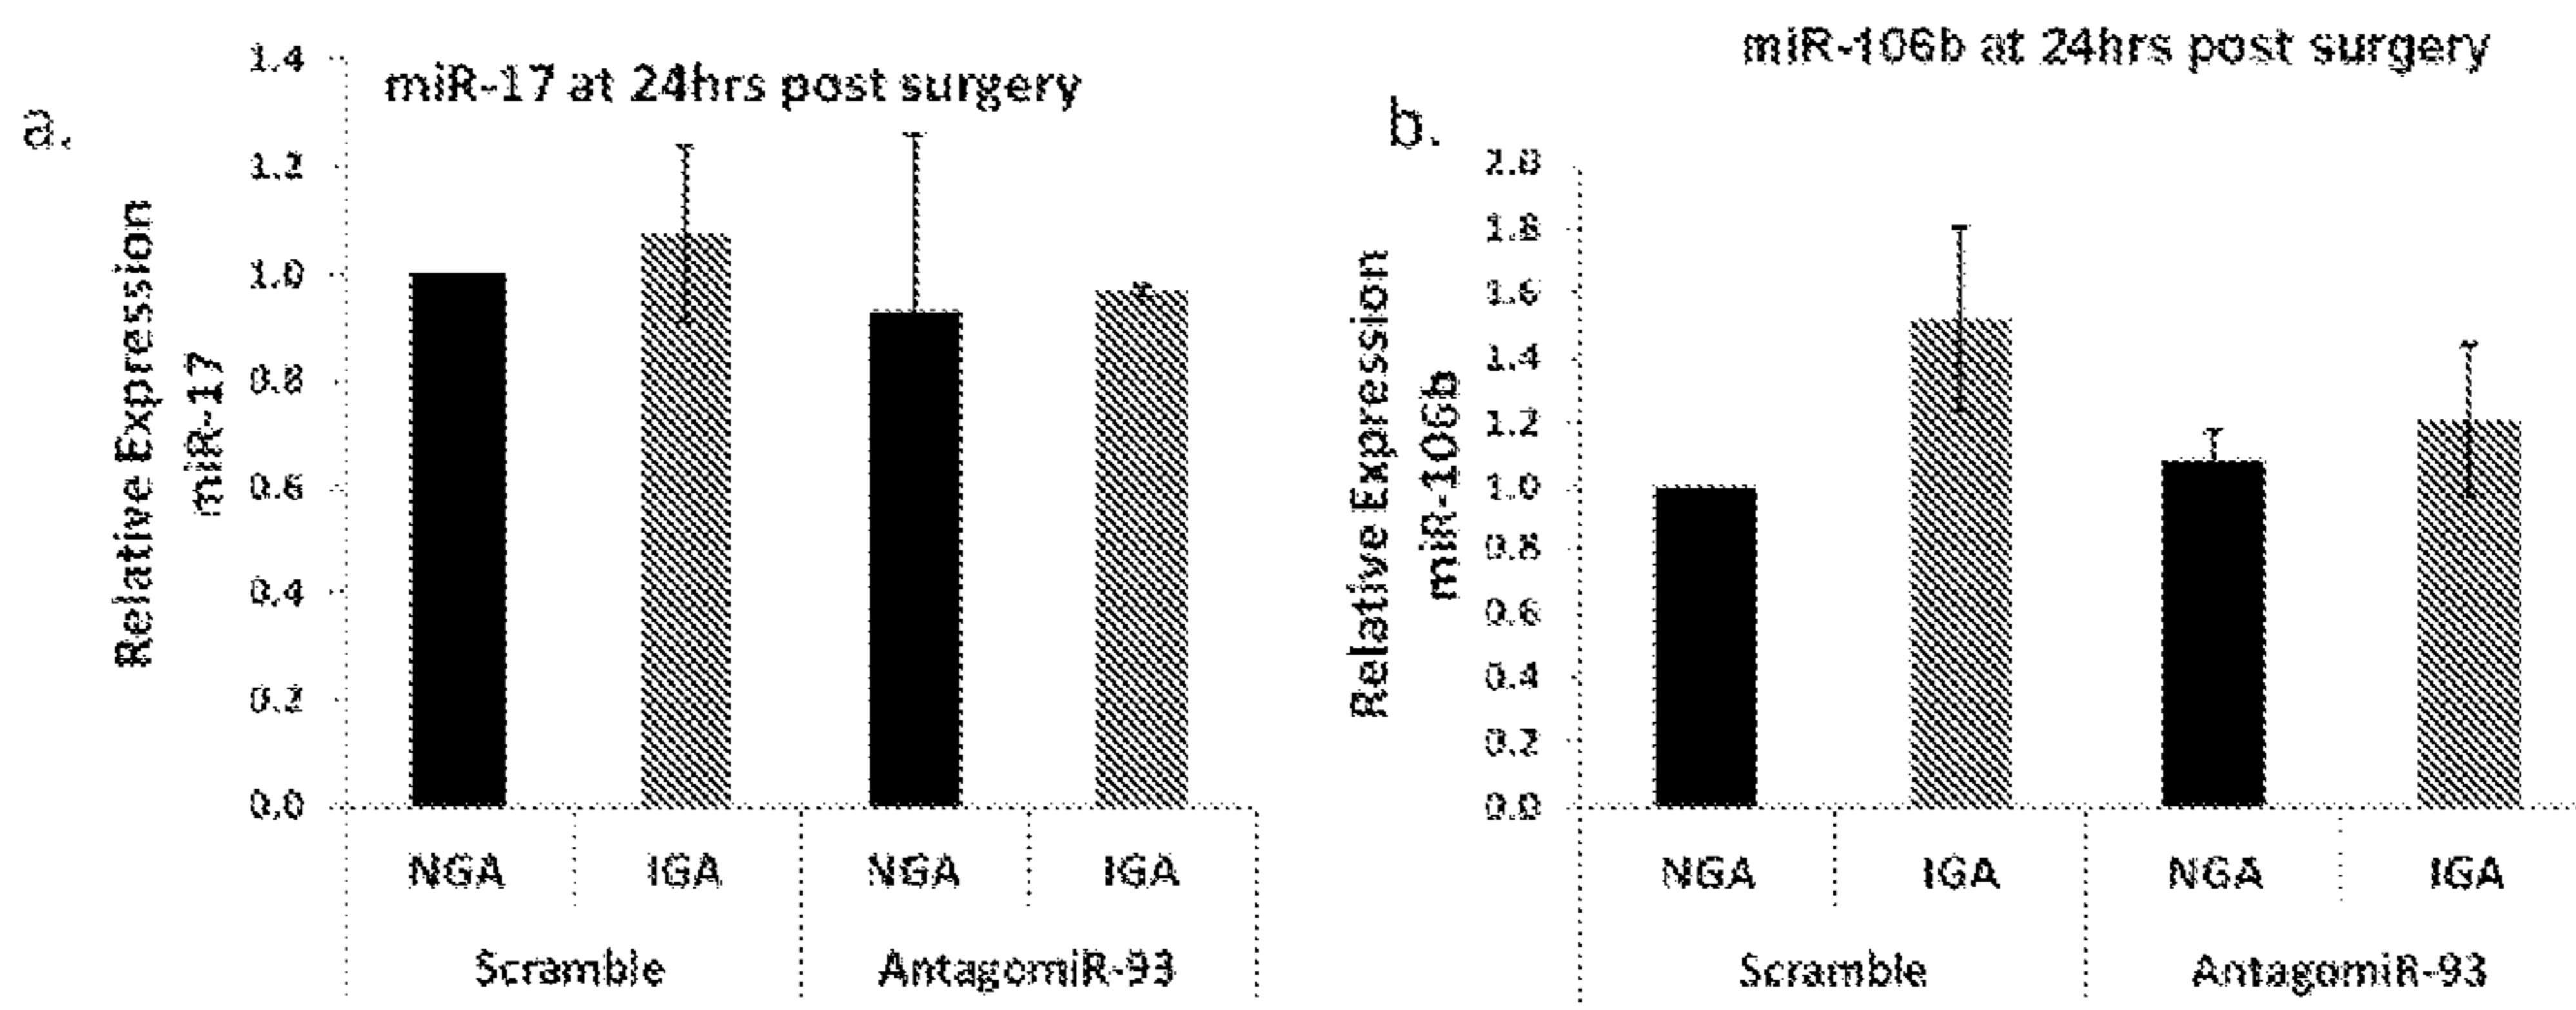 a.
miR-17 at 24hrs post surgery
Relative Expression
miR-17
1.4
1.2
1.0
0.8
0.6
0.4
0.2
0.0
NGA IGA NGA IGA
Scramble AntagomiR-93
b.
miR-106b at 24hrs post surgery
Relative Expression
miR-106b
2.0
1.8
1.6
1.4
1.2
1.0
0.8
0.6
0.4
0.2
0.0
NGA IGA NGA IGA
Scramble AntagomiR-93